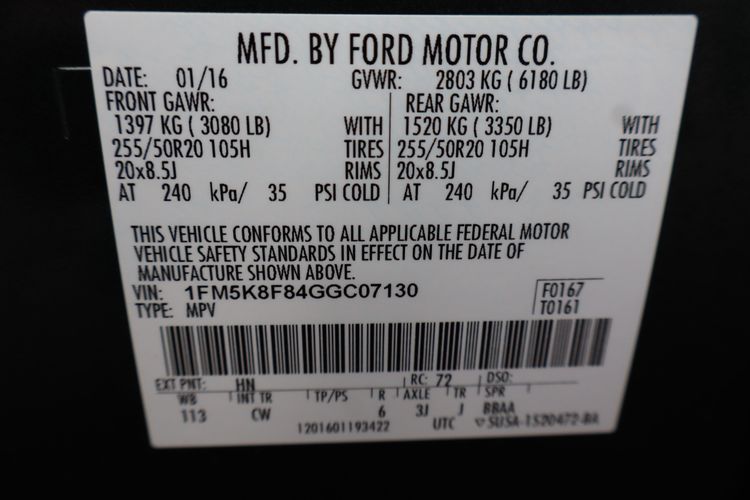 MFD. BY FORD MOTOR CO.
DATE: 01/16 GVWR: 2803 KG ( 6180 LB)
FRONT GAWR: REAR GAWR:
1397 KG ( 3080 LB) WITH 1520 KG ( 3350 LB) WITH
255/50R20 105H TIRES 255/50R20 105H TIRES
20x8.5J RIMS 20x8.5J RIMS
AT 240 kPa/ 35 PSI COLD AT 240 kPa/ 35 PSI COLD
THIS VEHICLE CONFORMS TO ALL APPLICABLE FEDERAL MOTOR
VEHICLE SAFETY STANDARDS IN EFFECT ON THE DATE OF
MANUFACTURE SHOWN ABOVE.
VIN: 1FM5K8F84GGC07130 F0167
TYPE: MPV T0161
EXT PNT: HN RC: 72 DSO:
WB INT TR TP/PS R AXLE TR SPR
113 CW 6 3J J BBAA
1201601193422 UTC